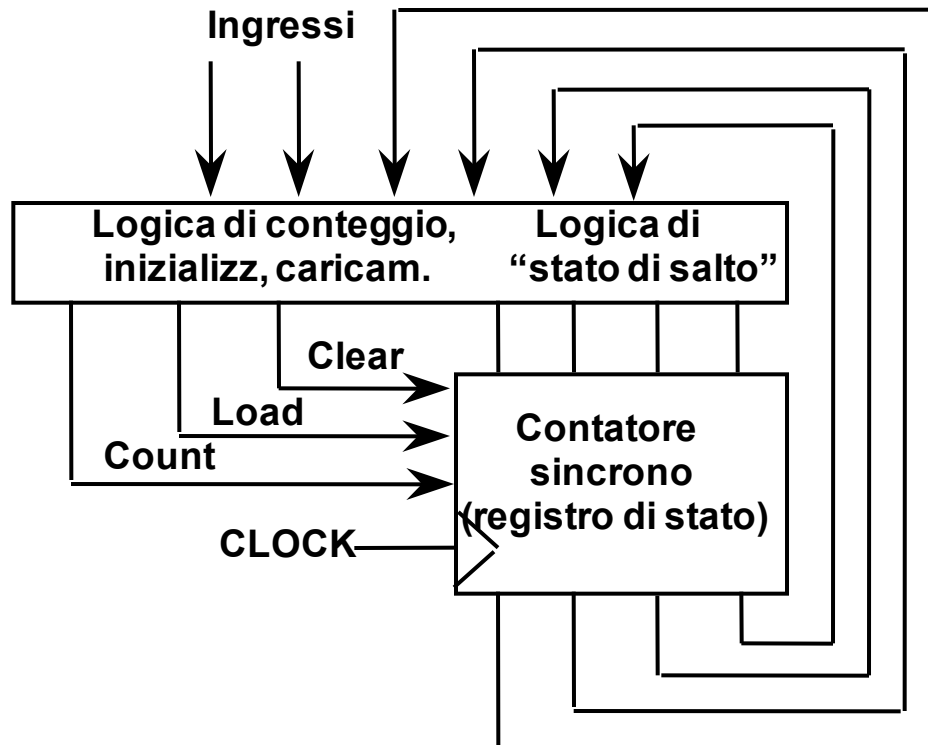 Ingressi
Logica di conteggio,
inizializz, caricam.
Logica di
“stato di salto”
Clear
Load
Count
Contatore
sincrono
(registro di stato)
CLOCK